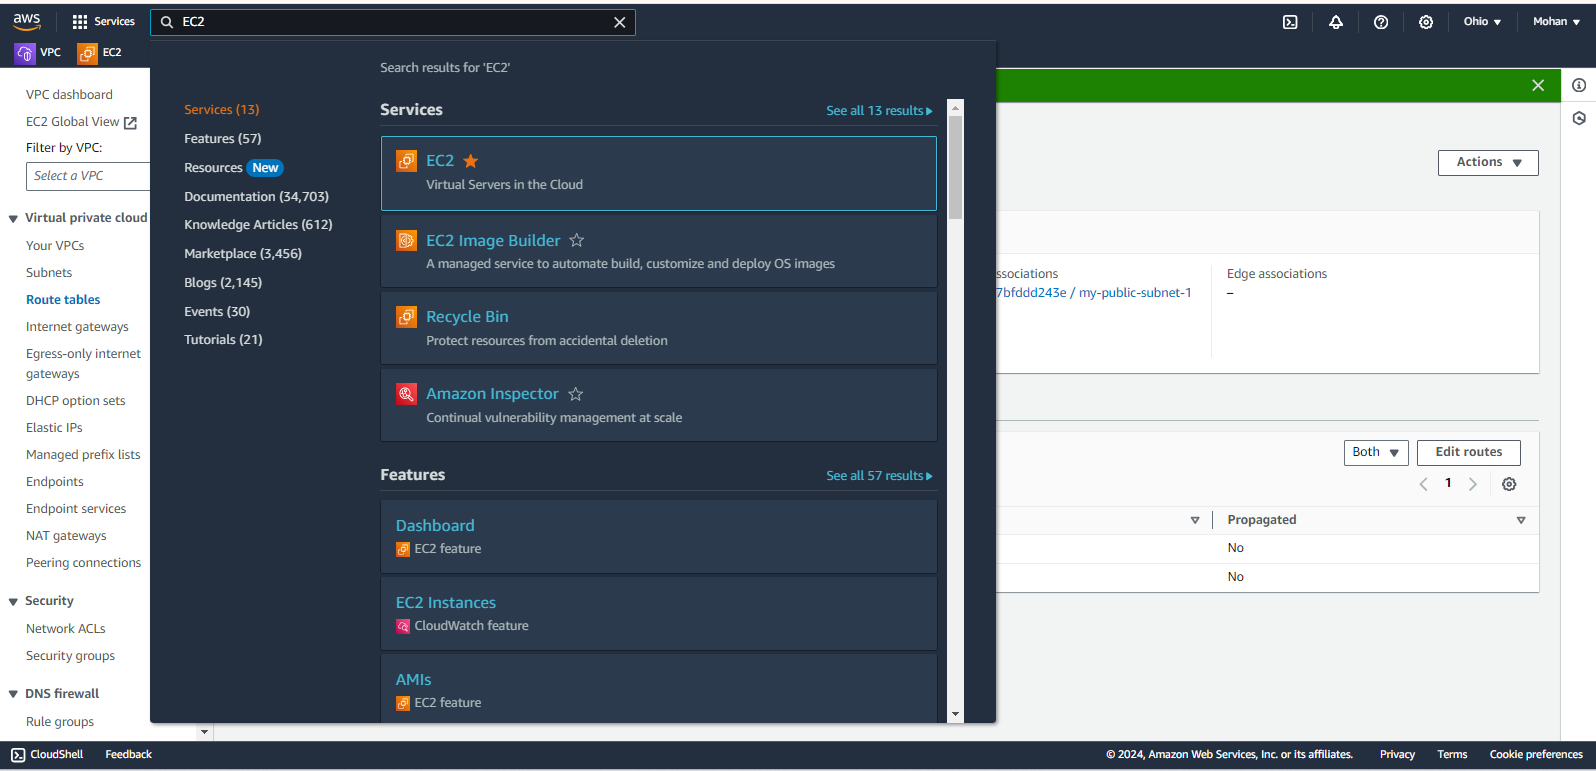 aws
Services
EC2
Ohio ▼
Mohan ▼
VPC
EC2
VPC dashboard
EC2 Global View
Filter by VPC:
Select a VPC
Virtual private cloud
Your VPCs
Subnets
Route tables
Internet gateways
Egress-only internet
gateways
DHCP option sets
Elastic IPs
Managed prefix lists
Endpoints
Endpoint services
NAT gateways
Peering connections
Security
Network ACLs
Security groups
DNS firewall
Rule groups
Search results for 'EC2'
Services (13)
Features (57)
Resources New
Documentation (34,703)
Knowledge Articles (612)
Marketplace (3,456)
Blogs (2,145)
Events (30)
Tutorials (21)
Services
See all 13 results
EC2
Virtual Servers in the Cloud
EC2 Image Builder
A managed service to automate build, customize and deploy OS images
Recycle Bin
Protect resources from accidental deletion
Amazon Inspector
Continual vulnerability management at scale
Features
See all 57 results
Dashboard
EC2 feature
EC2 Instances
CloudWatch feature
AMIs
EC2 feature
Actions
ssociations
7bfddd243e / my-public-subnet-1
Edge associations
–
Both
Edit routes
1
Propagated
No
No
CloudShell
Feedback
© 2024, Amazon Web Services, Inc. or its affiliates.
Privacy
Terms
Cookie preferences